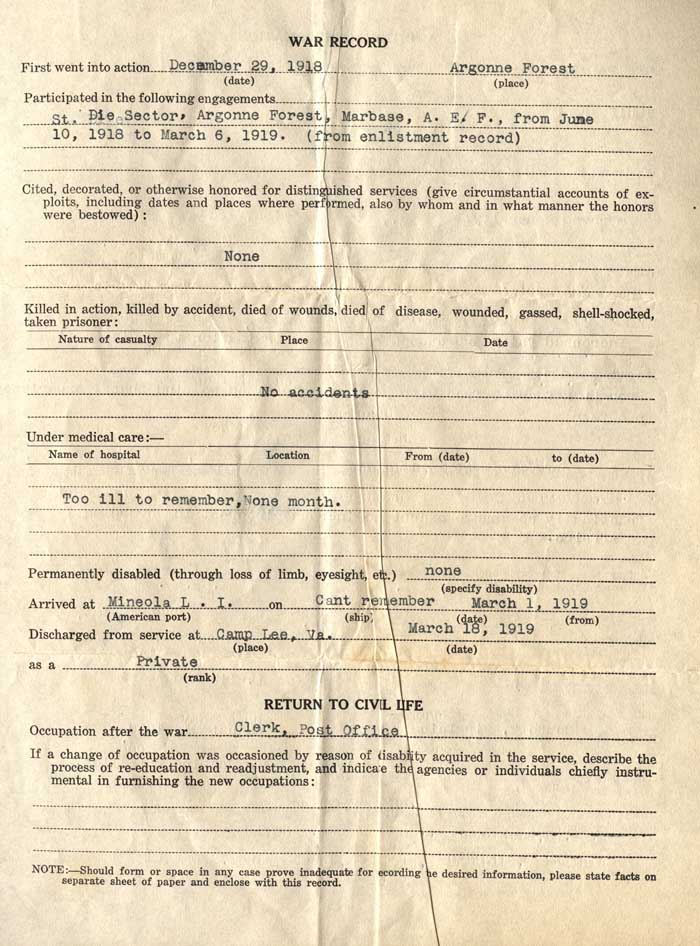 WAR RECORD
First went into action December 29, 1918 Argonne Forest
(date) (place)
Participated in the following engagements
St. Die Sector, Argonne Forest, Marbase, A. E. F., from June
10, 1918 to March 6, 1919. (from enlistment record)
Cited, decorated, or otherwise honored for distinguished services (give circumstantial accounts of ex-
ploits, including dates and places where performed, also by whom and in what manner the honors
were bestowed) :
None
Killed in action, killed by accident, died of wounds, died of disease, wounded, gassed, shell-shocked,
taken prisoner:
Nature of casualty Place Date
No accidents
Under medical care:—
Name of hospital Location From (date) to (date)
Too ill to remember, None month.
Permanently disabled (through loss of limb, eyesight, etc.) none
(specify disability)
Arrived at Mineola L . I. on Cant remember March 1, 1919
(American port) (ship) (date) (from)
Discharged from service at Camp Lee, Va. March 18, 1919
(place) (date)
as a Private
(rank)
RETURN TO CIVIL LIFE
Occupation after the war Clerk, Post Office
If a change of occupation was occasioned by reason of disability acquired in the service, describe the
process of re-education and readjustment, and indicate the agencies or individuals chiefly instru-
mental in furnishing the new occupations:
NOTE:—Should form or space in any case prove inadequate for recording the desired information, please state facts on
separate sheet of paper and enclose with this record.